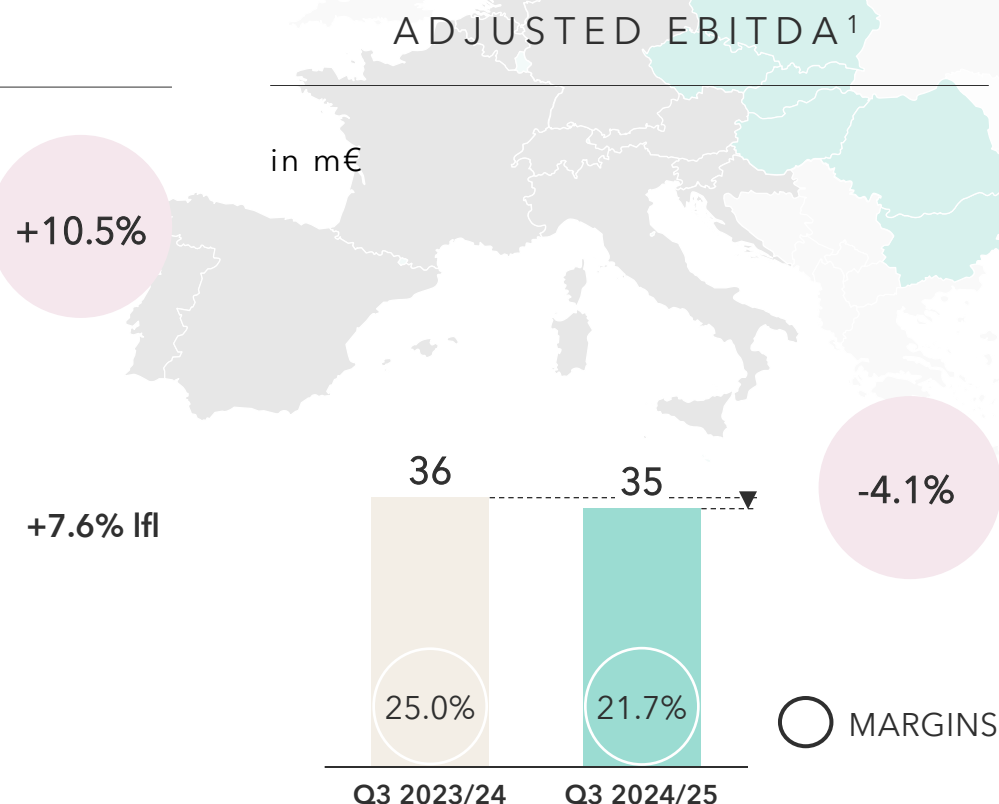 ADJUSTED EBITDA¹
in m€
+10.5%
36
35
-4.1%
+7.6% lfl
25.0%
21.7%
MARGINS
Q3 2023/24
Q3 2024/25